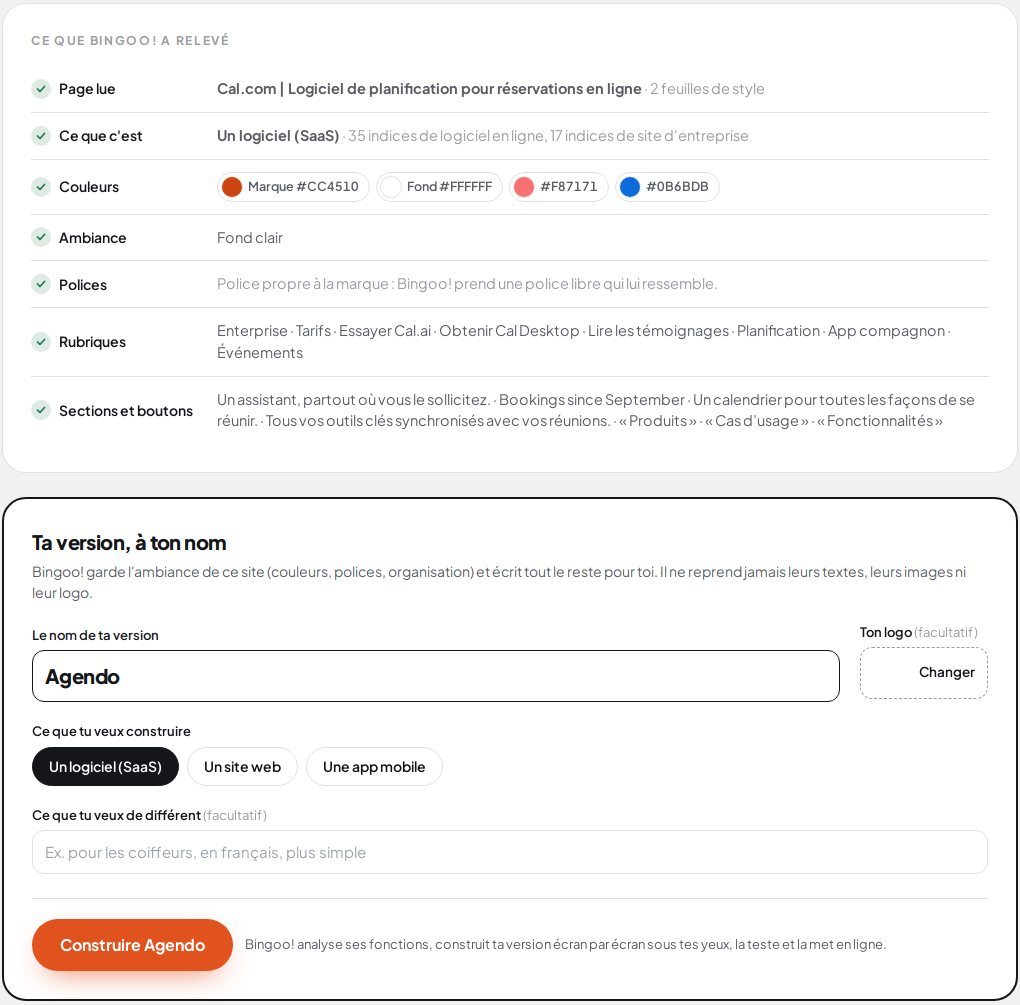 CE QUE BINGOO! A RELEVÉ
Page lue
Cal.com | Logiciel de planification pour réservations en ligne · 2 feuilles de style
Ce que c'est
Un logiciel (SaaS) · 35 indices de logiciel en ligne, 17 indices de site d'entreprise
Couleurs
Marque #CC4510 Fond #FFFFFF #F87171 #0B6BDB
Ambiance
Fond clair
Polices
Police propre à la marque : Bingoo! prend une police libre qui lui ressemble.
Rubriques
Enterprise · Tarifs · Essayer Cal.ai · Obtenir Cal Desktop · Lire les témoignages · Planification · App compagnon ·
Événements
Sections et boutons
Un assistant, partout où vous le sollicitez. · Bookings since September · Un calendrier pour toutes les façons de se
réunir. · Tous vos outils clés synchronisés avec vos réunions. · « Produits » · « Cas d'usage » · « Fonctionnalités »
Ta version, à ton nom
Bingoo! garde l'ambiance de ce site (couleurs, polices, organisation) et écrit tout le reste pour toi. Il ne reprend jamais leurs textes, leurs images ni
leur logo.
Le nom de ta version
Ton logo (facultatif)
Agendo
Changer
Ce que tu veux construire
Un logiciel (SaaS) Un site web Une app mobile
Ce que tu veux de différent (facultatif)
Ex. pour les coiffeurs, en français, plus simple
Construire Agendo
Bingoo! analyse ses fonctions, construit ta version écran par écran sous tes yeux, la teste et la met en ligne.